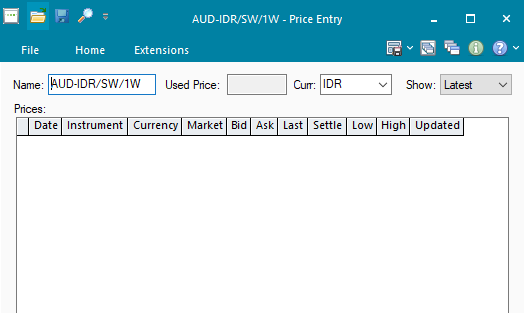 AUD-IDR/SW/1W - Price Entry
File Home Extensions
Name: AUD-IDR/SW/1W Used Price: Curr: IDR Show: Latest
Prices:
Date Instrument Currency Market Bid Ask Last Settle Low High Updated